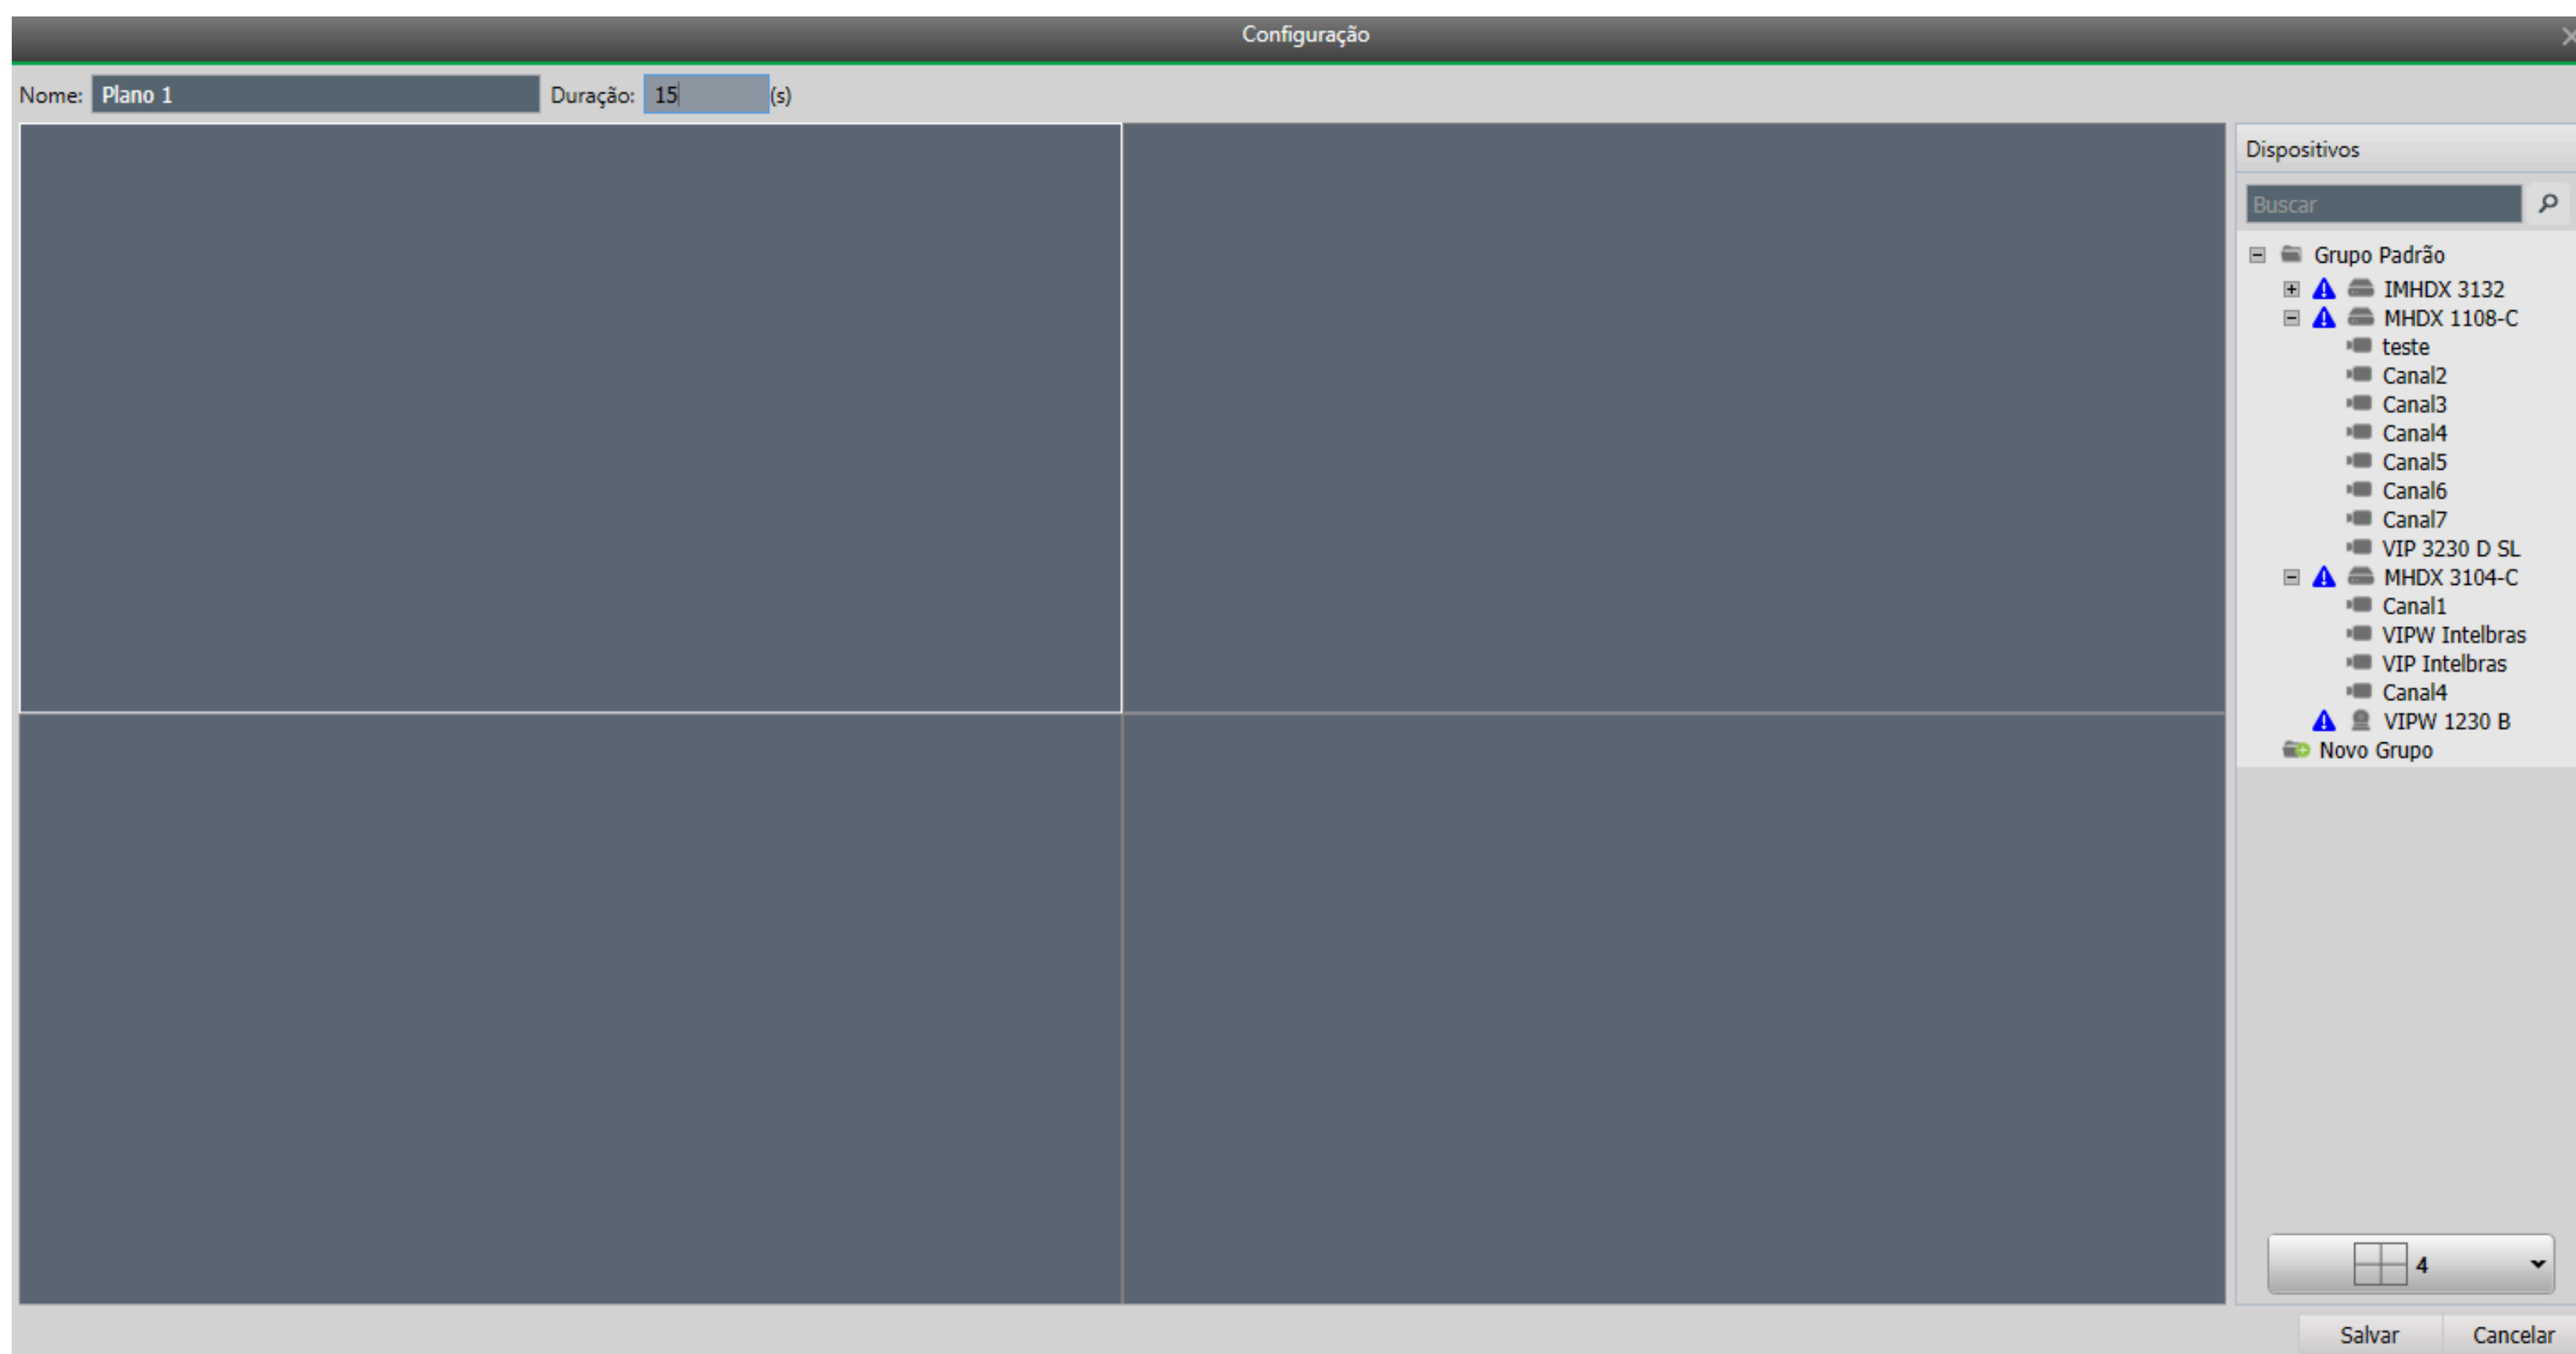 Configuração
Nome: Plano 1 Duração: 15 (s)
Dispositivos
Buscar
Grupo Padrão
IMHDX 3132
MHDX 1108-C
teste
Canal2
Canal3
Canal4
Canal5
Canal6
Canal7
VIP 3230 D SL
MHDX 3104-C
Canal1
VIPW Intelbras
VIP Intelbras
Canal4
VIPW 1230 B
Novo Grupo
4
Salvar Cancelar